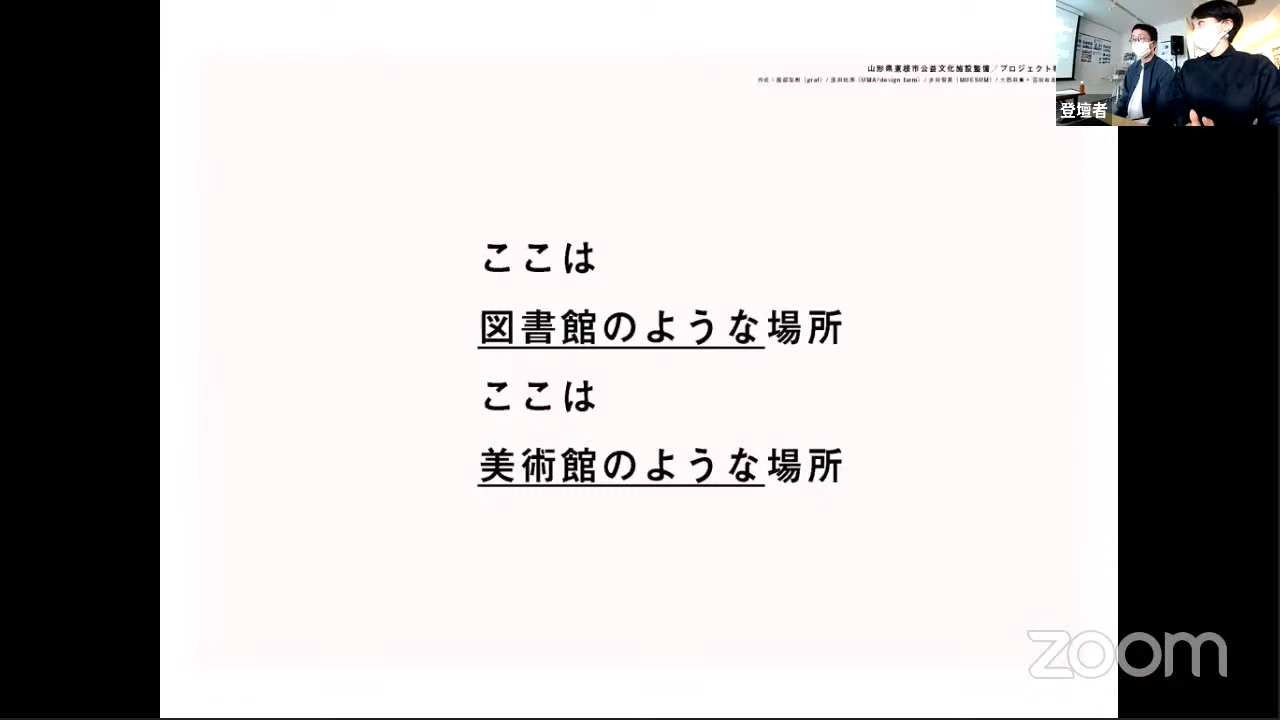 山形県東根市公益文化施設整備／プロジェクト
登壇者
ここは
図書館のような場所
ここは
美術館のような場所
zoom